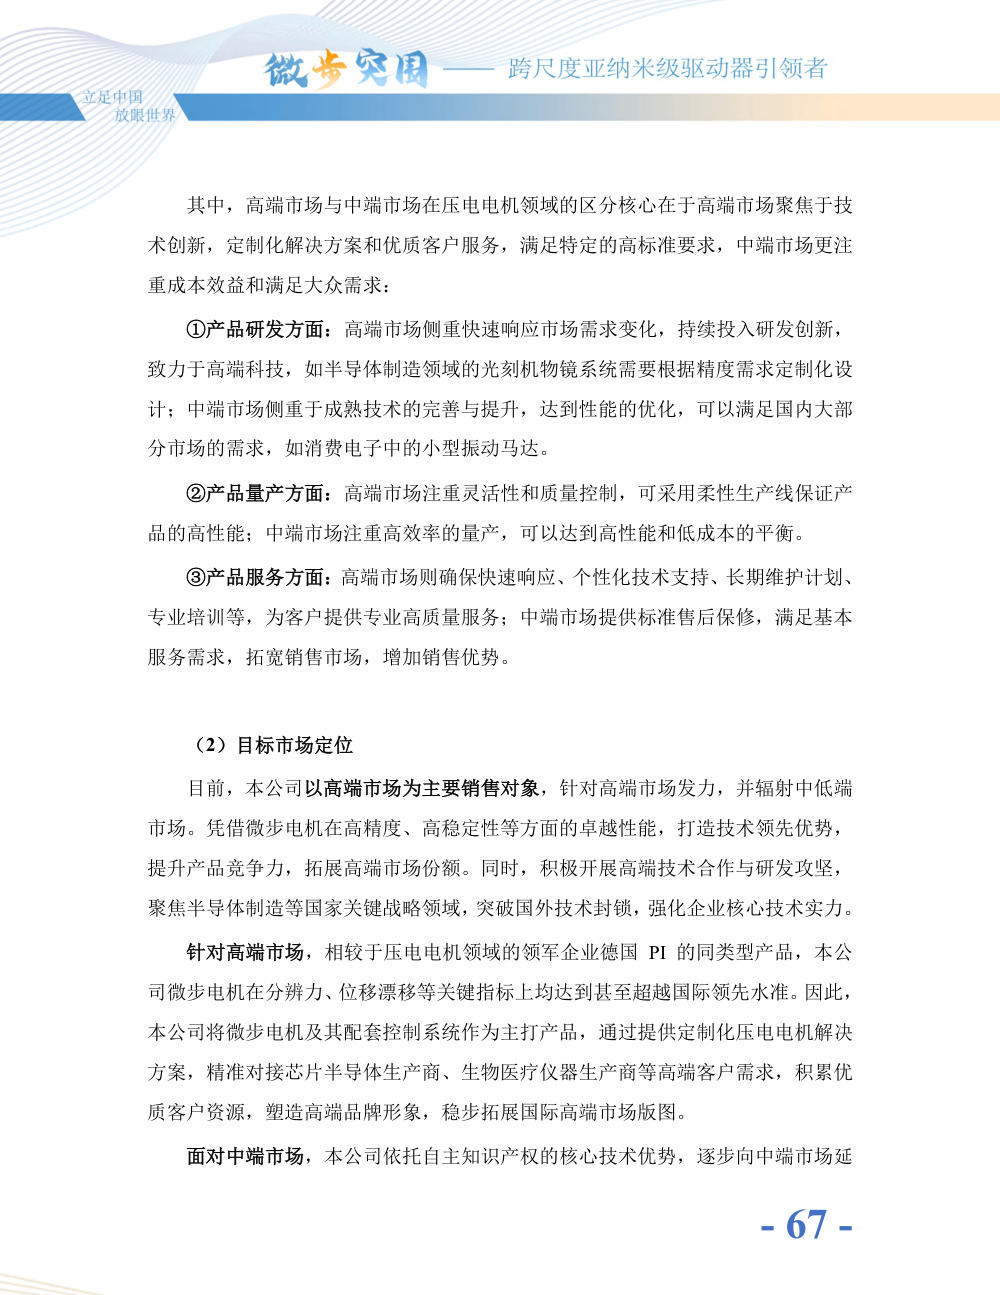 微步突围 —— 跨尺度亚纳米级驱动器引领者
立足中国
放眼世界
其中，高端市场与中端市场在压电电机领域的区分核心在于高端市场聚焦于技
术创新，定制化解决方案和优质客户服务，满足特定的高标准要求，中端市场更注
重成本效益和满足大众需求：
①产品研发方面：高端市场侧重快速响应市场需求变化，持续投入研发创新，
致力于高端科技，如半导体制造领域的光刻机物镜系统需要根据精度需求定制化设
计；中端市场侧重于成熟技术的完善与提升，达到性能的优化，可以满足国内大部
分市场的需求，如消费电子中的小型振动马达。
②产品量产方面：高端市场注重灵活性和质量控制，可采用柔性生产线保证产
品的高性能；中端市场注重高效率的量产，可以达到高性能和低成本的平衡。
③产品服务方面：高端市场则确保快速响应、个性化技术支持、长期维护计划、
专业培训等，为客户提供专业高质量服务；中端市场提供标准售后保修，满足基本
服务需求，拓宽销售市场，增加销售优势。
（2）目标市场定位
目前，本公司以高端市场为主要销售对象，针对高端市场发力，并辐射中低端
市场。凭借微步电机在高精度、高稳定性等方面的卓越性能，打造技术领先优势，
提升产品竞争力，拓展高端市场份额。同时，积极开展高端技术合作与研发攻坚，
聚焦半导体制造等国家关键战略领域，突破国外技术封锁，强化企业核心技术实力。
针对高端市场，相较于压电电机领域的领军企业德国 PI 的同类型产品，本公
司微步电机在分辨力、位移漂移等关键指标上均达到甚至超越国际领先水准。因此，
本公司将微步电机及其配套控制系统作为主打产品，通过提供定制化压电电机解决
方案，精准对接芯片半导体生产商、生物医疗仪器生产商等高端客户需求，积累优
质客户资源，塑造高端品牌形象，稳步拓展国际高端市场版图。
面对中端市场，本公司依托自主知识产权的核心技术优势，逐步向中端市场延
- 67 -